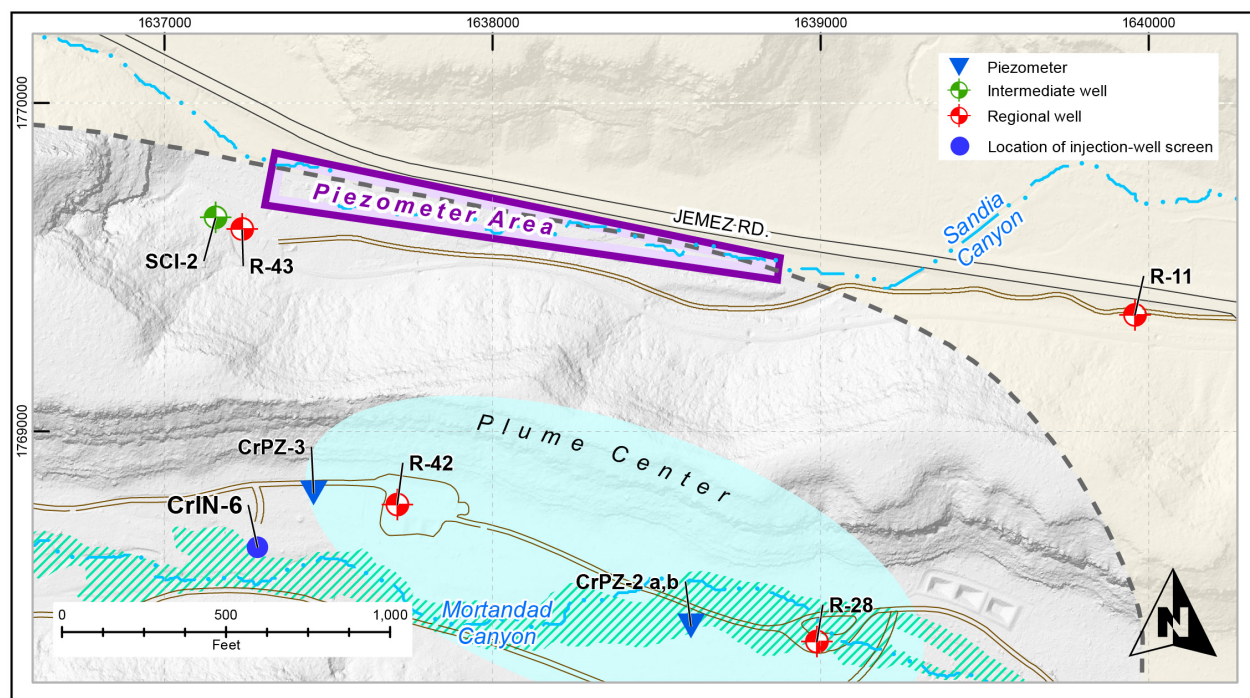 1637000
1638000
1639000
1640000
1770000
1769000
Piezometer
Intermediate well
Regional well
Location of injection-well screen
Piezometer Area
JEMEZ RD.
Sandia
Canyon
SCI-2
R-43
R-11
Plume Center
CrPZ-3
R-42
CrIN-6
CrPZ-2 a,b
R-28
Mortandad
Canyon
0
500
1,000
Feet
N